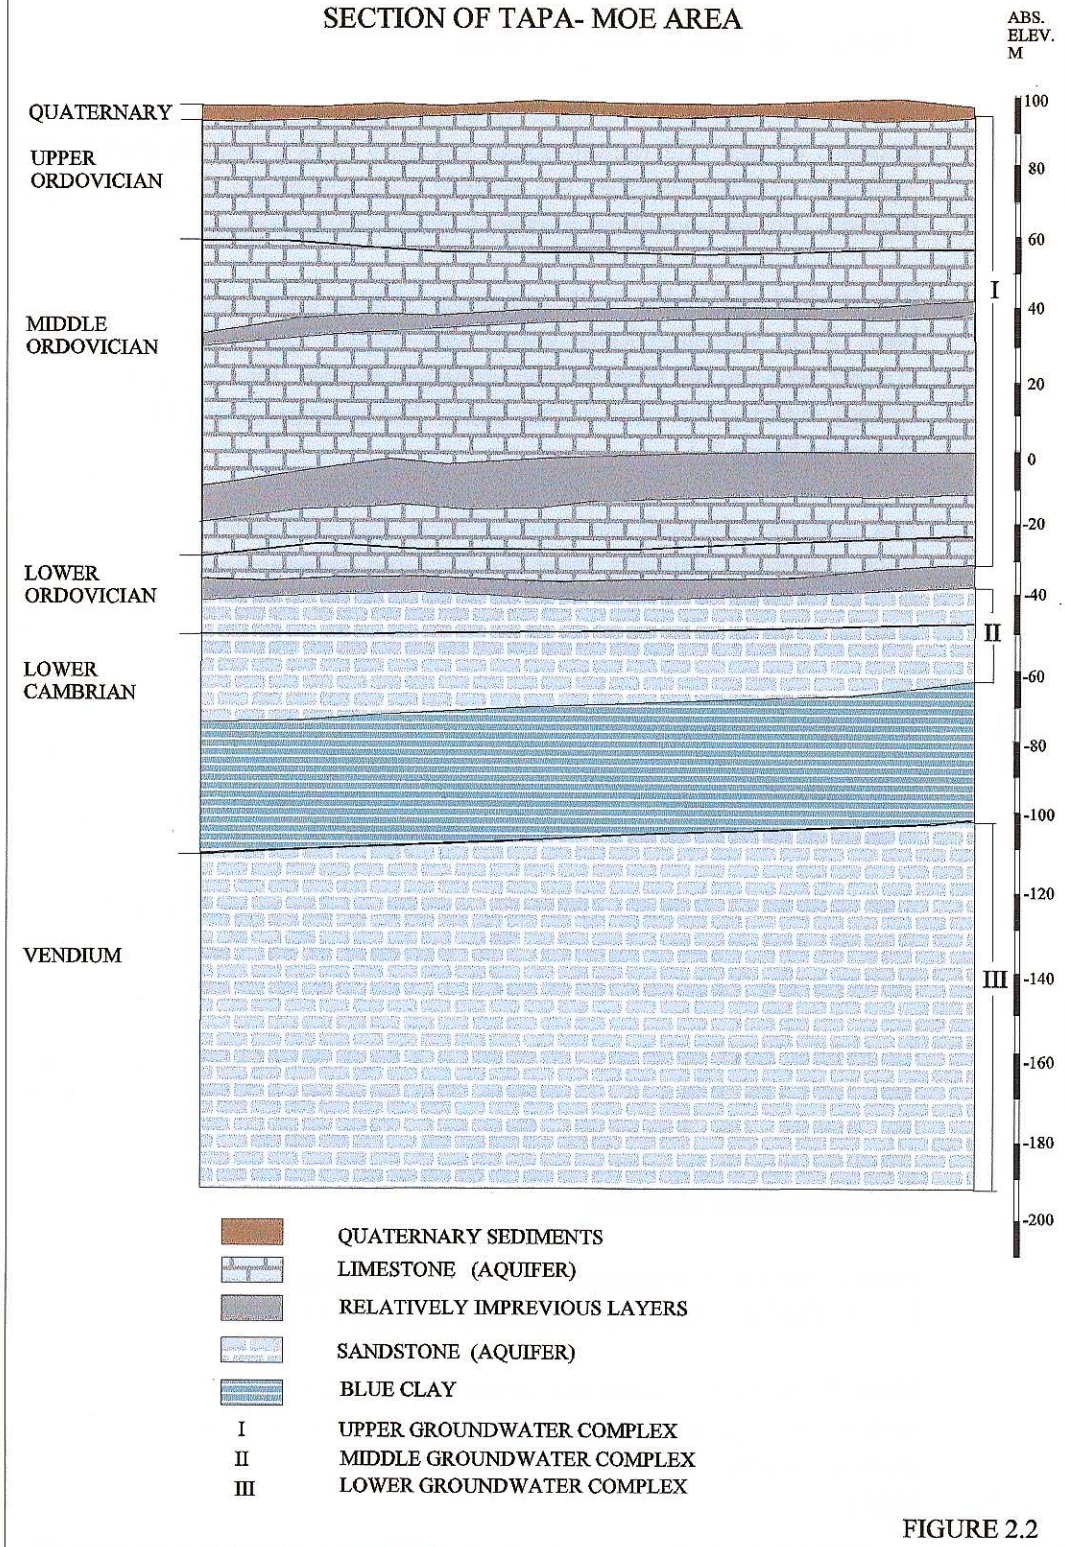 SECTION OF TAPA- MOE AREA
ABS.
ELEV.
M
QUATERNARY
UPPER
ORDOVICIAN
MIDDLE
ORDOVICIAN
LOWER
ORDOVICIAN
LOWER
CAMBRIAN
VENDIUM
I
II
III
100
80
60
40
20
0
-20
-40
-60
-80
-100
-120
-140
-160
-180
-200
QUATERNARY SEDIMENTS
LIMESTONE (AQUIFER)
RELATIVELY IMPREVIOUS LAYERS
SANDSTONE (AQUIFER)
BLUE CLAY
I UPPER GROUNDWATER COMPLEX
II MIDDLE GROUNDWATER COMPLEX
III LOWER GROUNDWATER COMPLEX
FIGURE 2.2